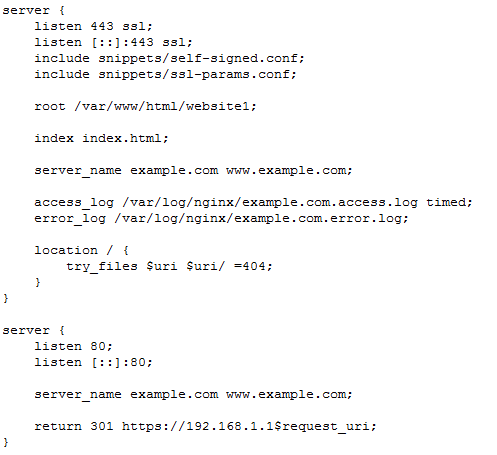 server {
    listen 443 ssl;
    listen [::]:443 ssl;
    include snippets/self-signed.conf;
    include snippets/ssl-params.conf;

    root /var/www/html/website1;

    index index.html;

    server_name example.com www.example.com;

    access_log /var/log/nginx/example.com.access.log timed;
    error_log /var/log/nginx/example.com.error.log;

    location / {
        try_files $uri $uri/ =404;
    }
}

server {
    listen 80;
    listen [::]:80;

    server_name example.com www.example.com;

    return 301 https://192.168.1.1$request_uri;
}